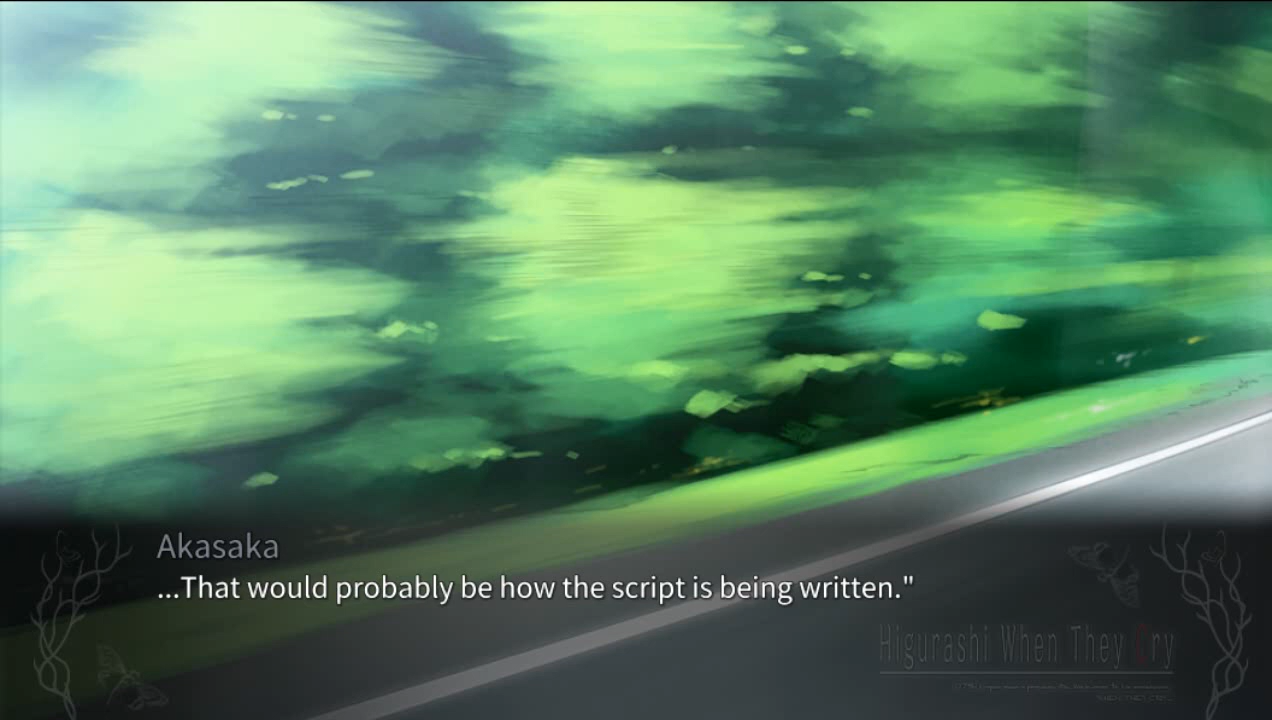 Akasaka
...That would probably be how the script is being written."
Higurashi When They Cry